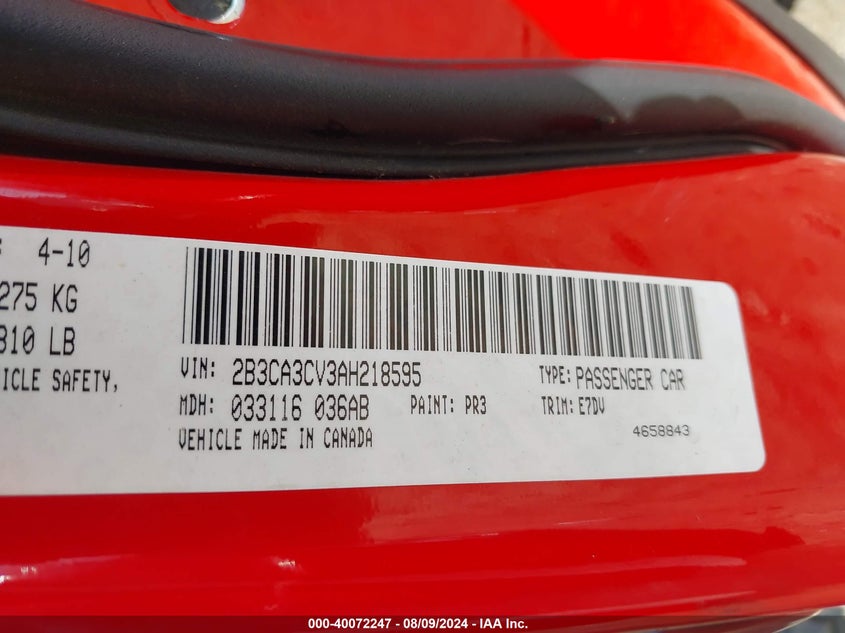 4-10
275 KG
310 LB
ICLE SAFETY,
VIN: 2B3CA3CV3AH218595
TYPE: PASSENGER CAR
MDH: 033116 036AB
PAINT: PR3
TRIM: E7DV
VEHICLE MADE IN CANADA
4658843
000-40072247 - 08/09/2024 - IAA Inc.